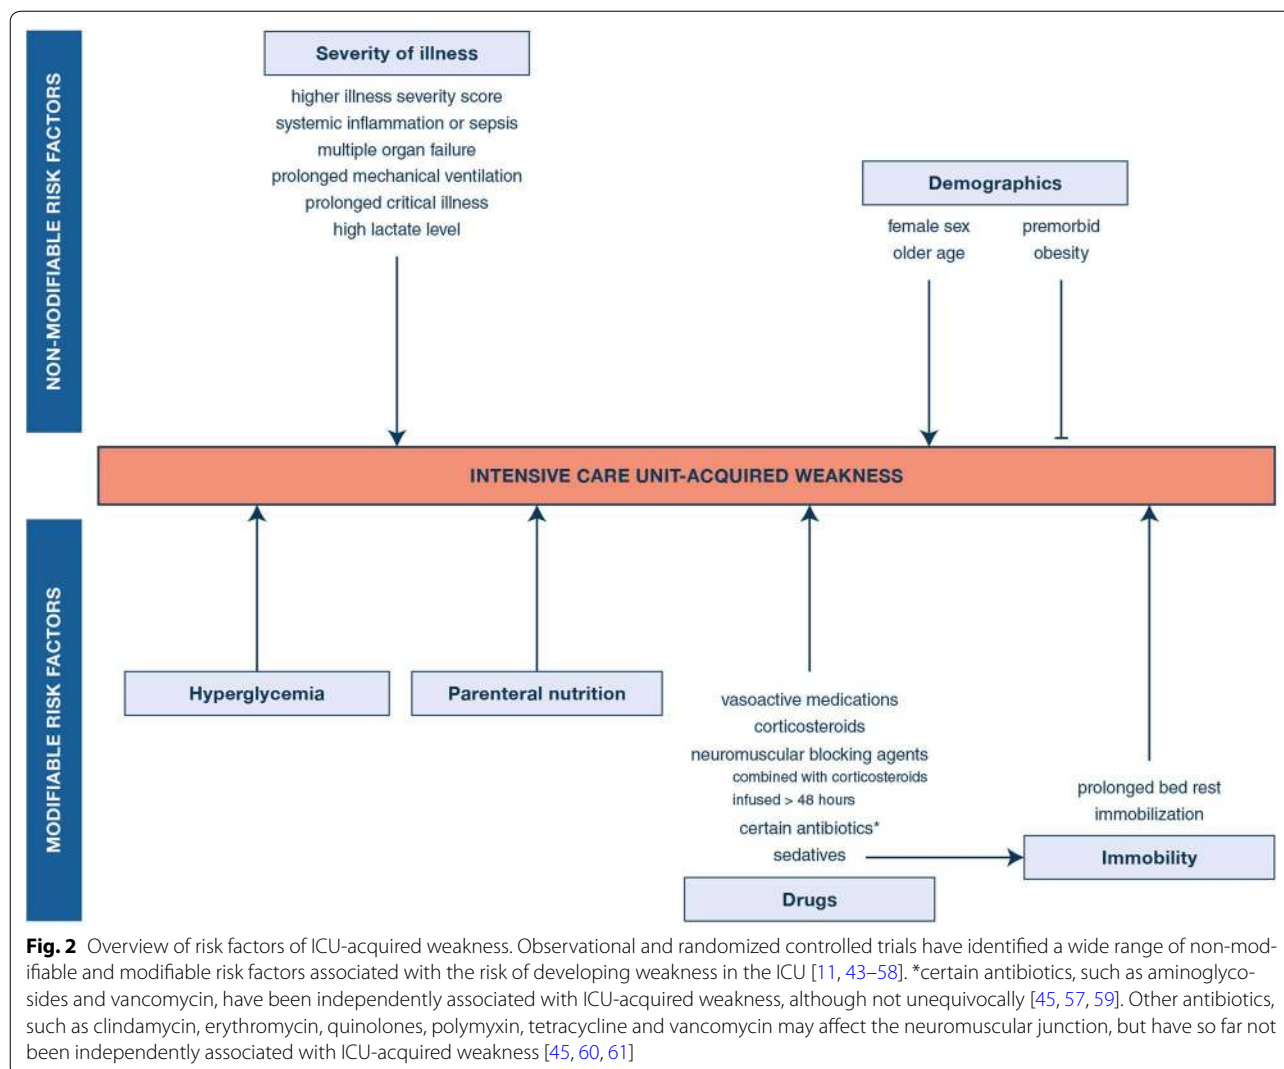 NON-MODIFIABLE RISK FACTORS
Severity of illness
higher illness severity score
systemic inflammation or sepsis
multiple organ failure
prolonged mechanical ventilation
prolonged critical illness
high lactate level
Demographics
female sex
older age
premorbid
obesity
INTENSIVE CARE UNIT-ACQUIRED WEAKNESS
MODIFIABLE RISK FACTORS
Hyperglycemia
Parenteral nutrition
vasoactive medications
corticosteroids
neuromuscular blocking agents
combined with corticosteroids
infused > 48 hours
certain antibiotics*
sedatives
Drugs
prolonged bed rest
immobilization
Immobility
Fig. 2 Overview of risk factors of ICU-acquired weakness. Observational and randomized controlled trials have identified a wide range of non-mod-
ifiable and modifiable risk factors associated with the risk of developing weakness in the ICU [11, 43–58]. *certain antibiotics, such as aminoglyco-
sides and vancomycin, have been independently associated with ICU-acquired weakness, although not unequivocally [45, 57, 59]. Other antibiotics,
such as clindamycin, erythromycin, quinolones, polymyxin, tetracycline and vancomycin may affect the neuromuscular junction, but have so far not
been independently associated with ICU-acquired weakness [45, 60, 61]